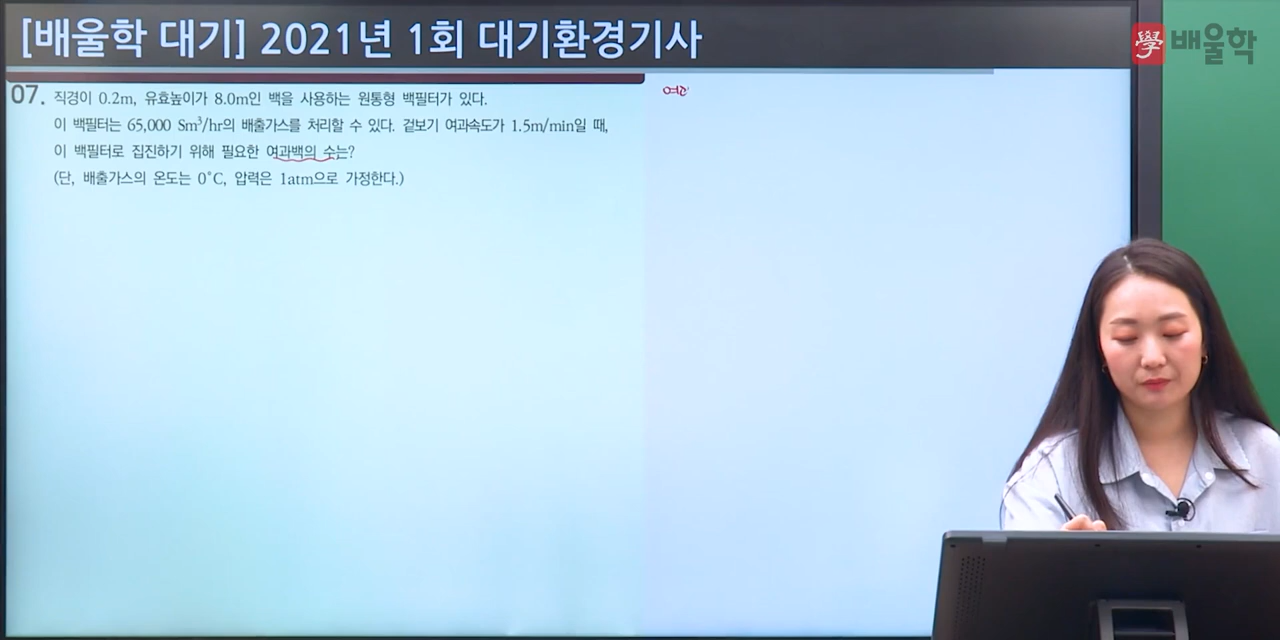 [배울학 대기] 2021년 1회 대기환경기사
學 배울학
07. 직경이 0.2m, 유효높이가 8.0m인 백을 사용하는 원통형 백필터가 있다.
이 백필터는 65,000 Sm³/hr의 배출가스를 처리할 수 있다. 겉보기 여과속도가 1.5m/min일 때,
이 백필터로 집진하기 위해 필요한 여과백의 수는?
(단, 배출가스의 온도는 0˚C, 압력은 1atm으로 가정한다.)